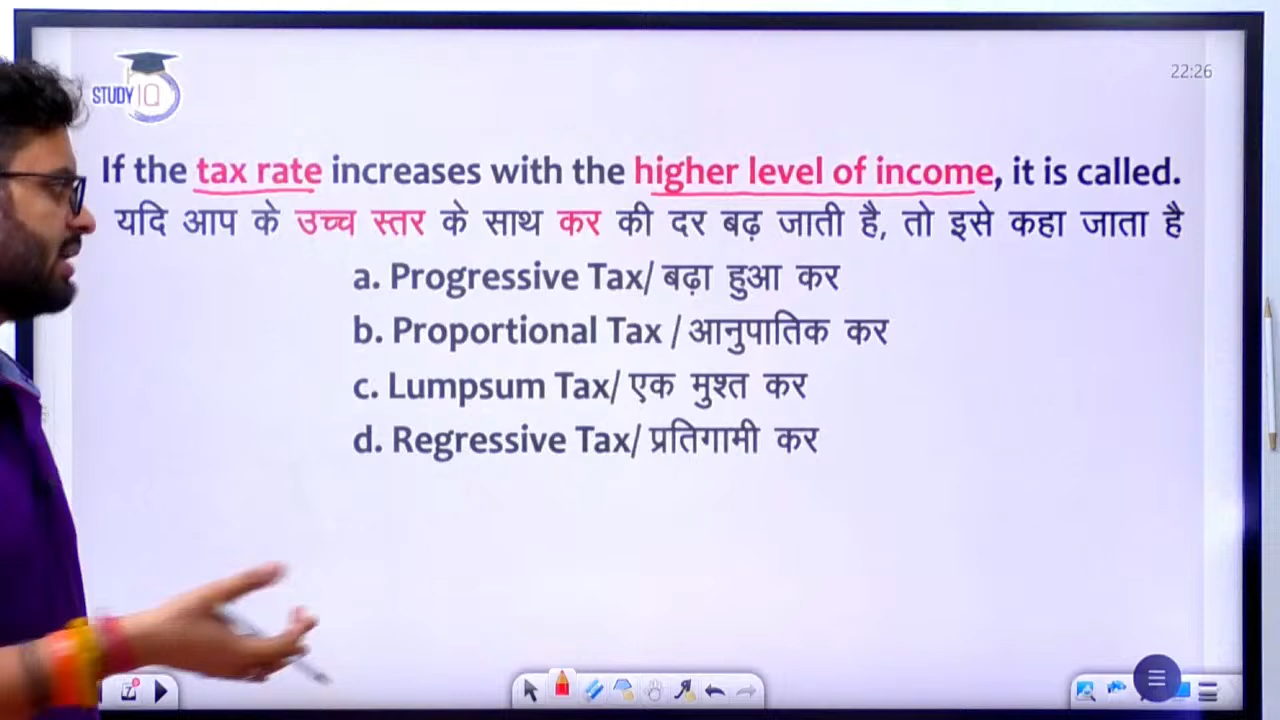 STUDY IQ
22:26
If the tax rate increases with the higher level of income, it is called.
यदि आप के उच्च स्तर के साथ कर की दर बढ़ जाती है, तो इसे कहा जाता है
a. Progressive Tax/ बढ़ा हुआ कर
b. Proportional Tax / आनुपातिक कर
c. Lumpsum Tax/ एक मुश्त कर
d. Regressive Tax/ प्रतिगामी कर